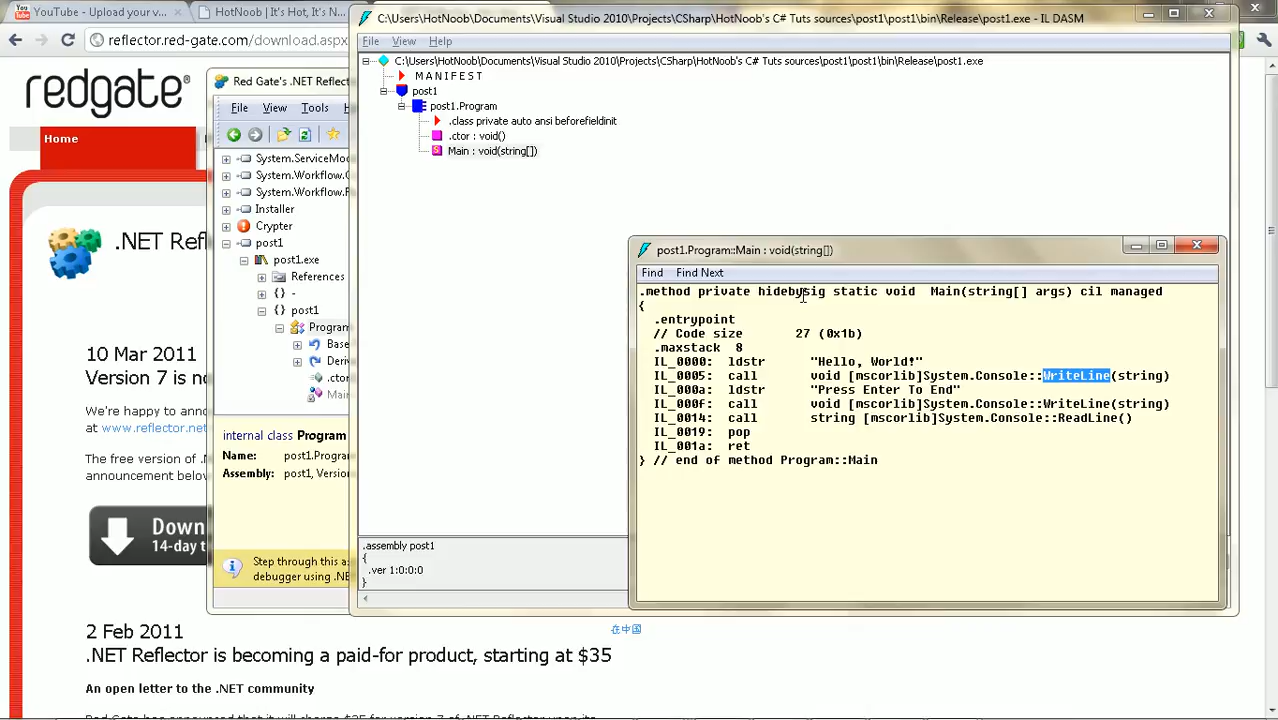 YouTube - Upload your v
HotNoob | It's Hot, It's N
reflector.red-gate.com/download.aspx
redgate
Home
.NET Refl
10 Mar 2011
Version 7 is no
We're happy to anno
at www.reflector.net
The free version of .
announcement below
Down
14-day t
2 Feb 2011
.NET Reflector is becoming a paid-for product, starting at $35
An open letter to the .NET community
在中国
Red Gate's .NET Reflecto
File View Tools H
System.ServiceMod
System.Workflow.
System.Workflow.
Installer
Crypter
post1
post1.exe
References
-
post1
Program
Base
Deri
.ctor
Main
internal class Program
Name: post1.Progra
Assembly: post1, Version
Step through this as
debugger using .NE
C:\Users\HotNoob\Documents\Visual Studio 2010\Projects\CSharp\HotNoob's C# Tuts sources\post1\post1\bin\Release\post1.exe - IL DASM
File View Help
C:\Users\HotNoob\Documents\Visual Studio 2010\Projects\CSharp\HotNoob's C# Tuts sources\post1\post1\bin\Release\post1.exe
MANIFEST
post1
post1.Program
.class private auto ansi beforefieldinit
.ctor : void()
Main : void(string[])
.assembly post1
{
.ver 1:0:0:0
}
post1.Program::Main : void(string[])
Find Find Next
.method private hidebysig static void Main(string[] args) cil managed
{
.entrypoint
// Code size 27 (0x1b)
.maxstack 8
IL_0000: ldstr "Hello, World!"
IL_0005: call void [mscorlib]System.Console::WriteLine(string)
IL_000a: ldstr "Press Enter To End"
IL_000f: call void [mscorlib]System.Console::WriteLine(string)
IL_0014: call string [mscorlib]System.Console::ReadLine()
IL_0019: pop
IL_001a: ret
} // end of method Program::Main